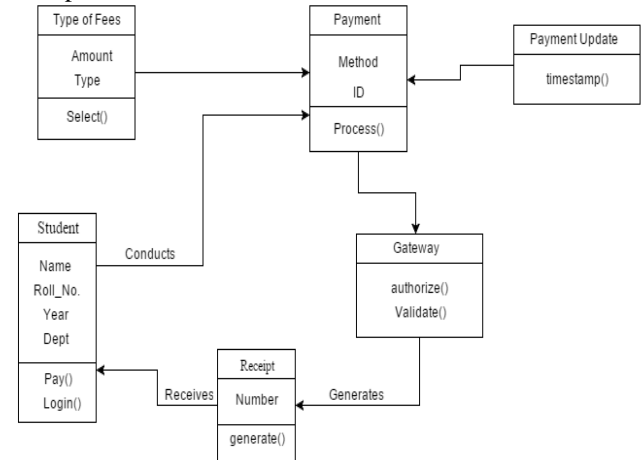 Type of Fees
Amount
Type
Select()
Payment
Method
ID
Process()
Payment Update
timestamp()
Student
Name
Roll_No.
Year
Dept
Pay()
Login()
Conducts
Gateway
authorize()
Validate()
Receipt
Number
generate()
Receives
Generates